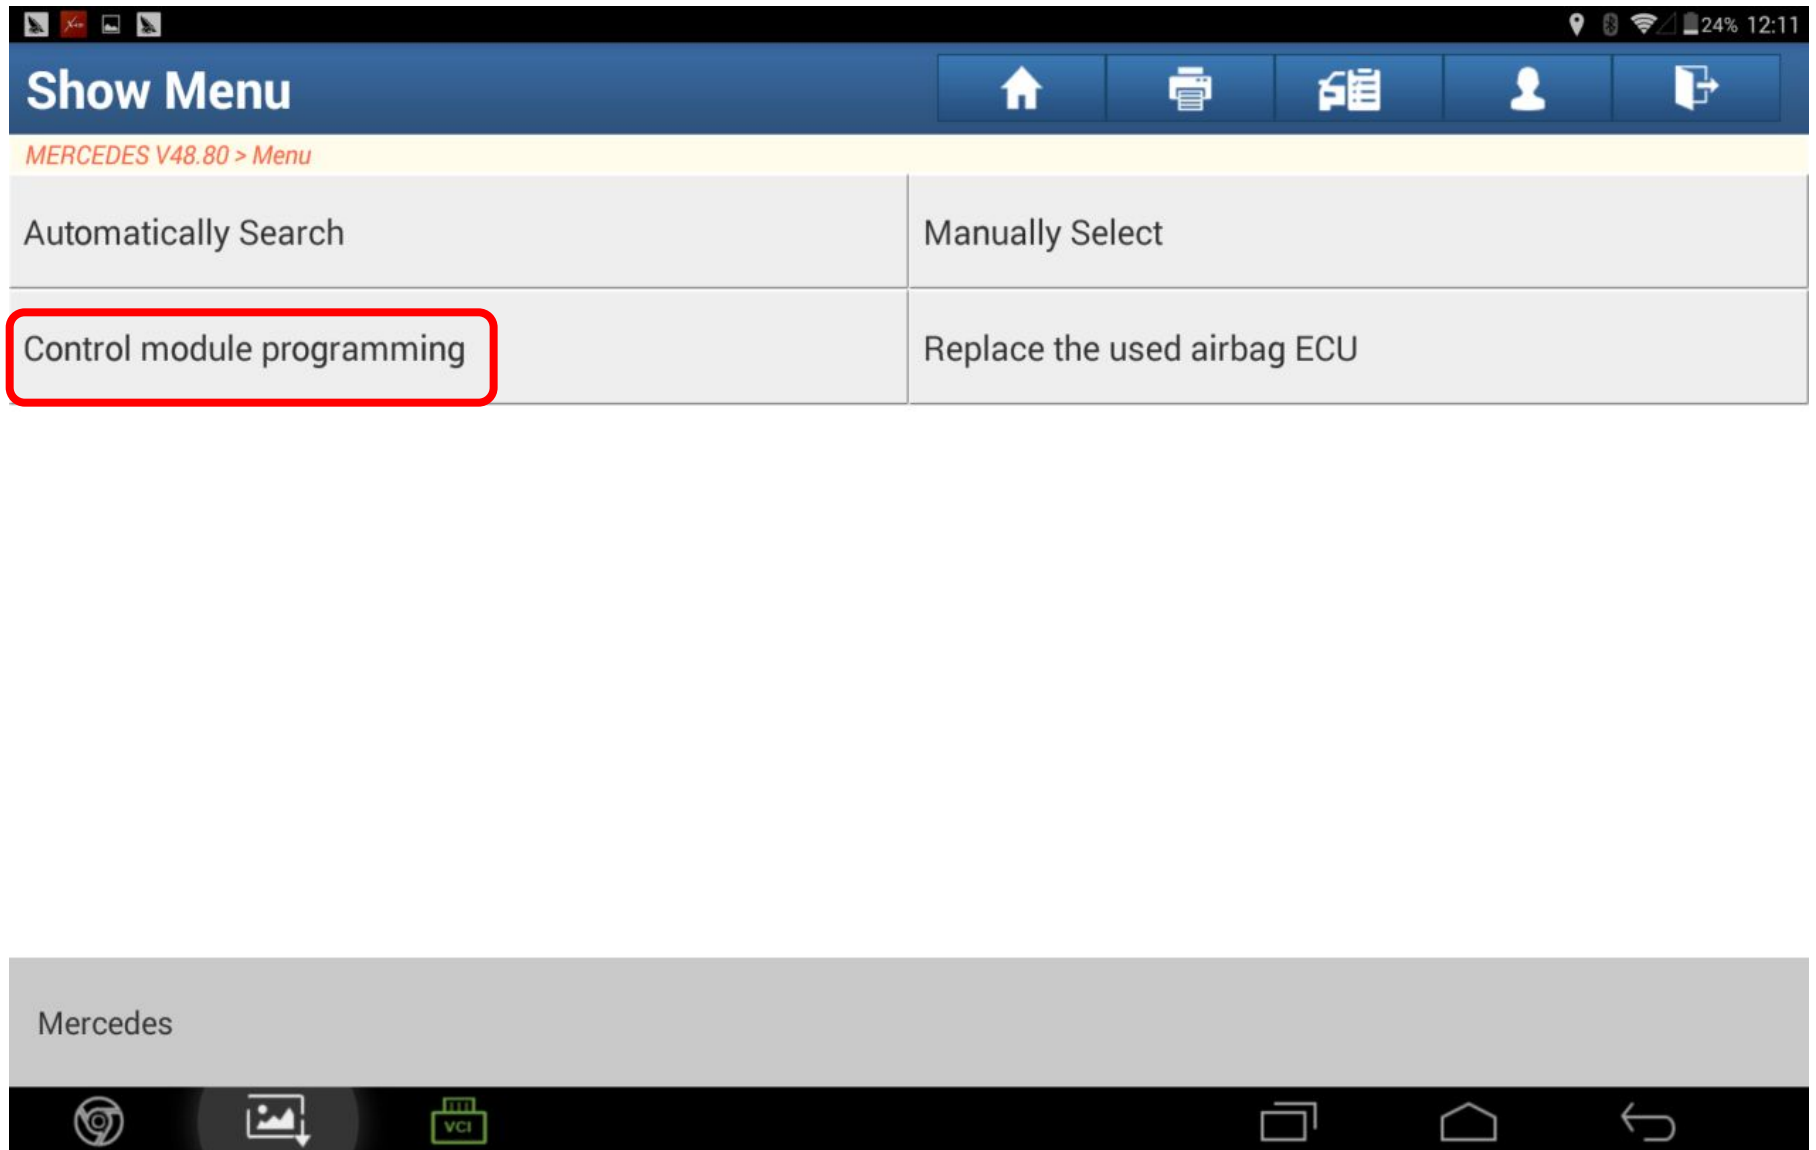 24% 12:11
Show Menu
MERCEDES V48.80 > Menu
Automatically Search
Manually Select
Control module programming
Replace the used airbag ECU
Mercedes
VCI